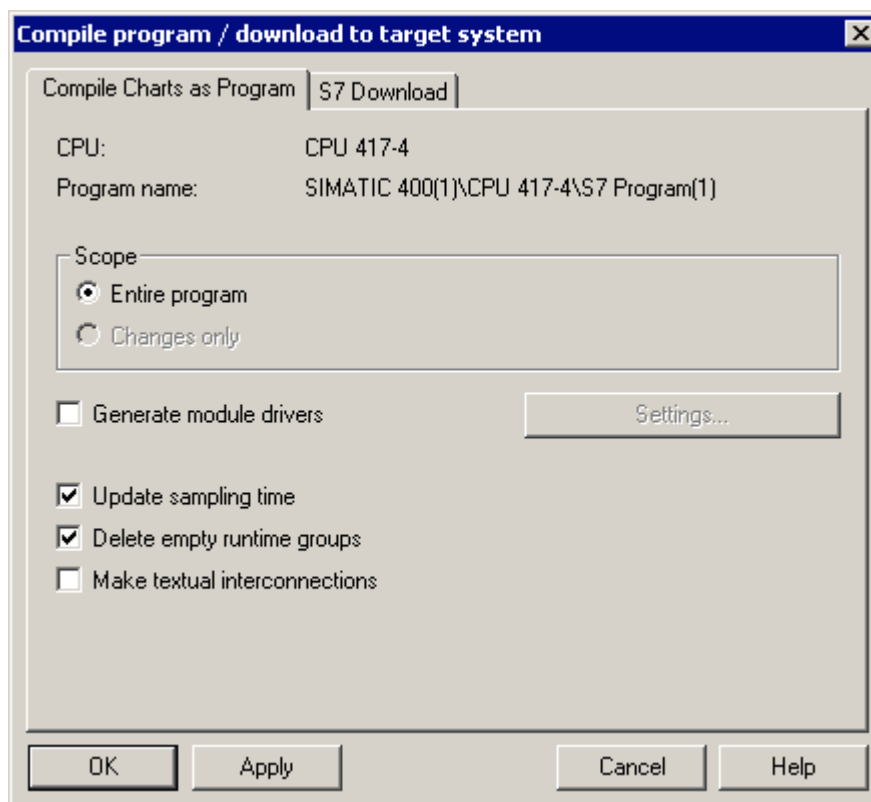 Compile program / download to target system
Compile Charts as Program S7 Download
CPU: CPU 417-4
Program name: SIMATIC 400(1)\CPU 417-4\S7 Program(1)
Scope
Entire program
Changes only
Generate module drivers Settings...
Update sampling time
Delete empty runtime groups
Make textual interconnections
OK Apply Cancel Help